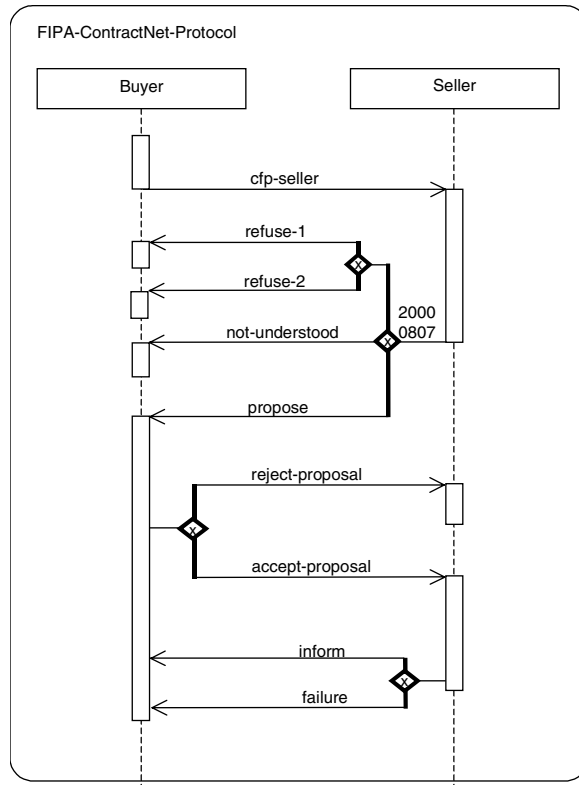 FIPA-ContractNet-Protocol
Buyer
Seller
cfp-seller
refuse-1
x
refuse-2
2000
not-understood
x
0807
propose
reject-proposal
x
accept-proposal
inform
x
failure